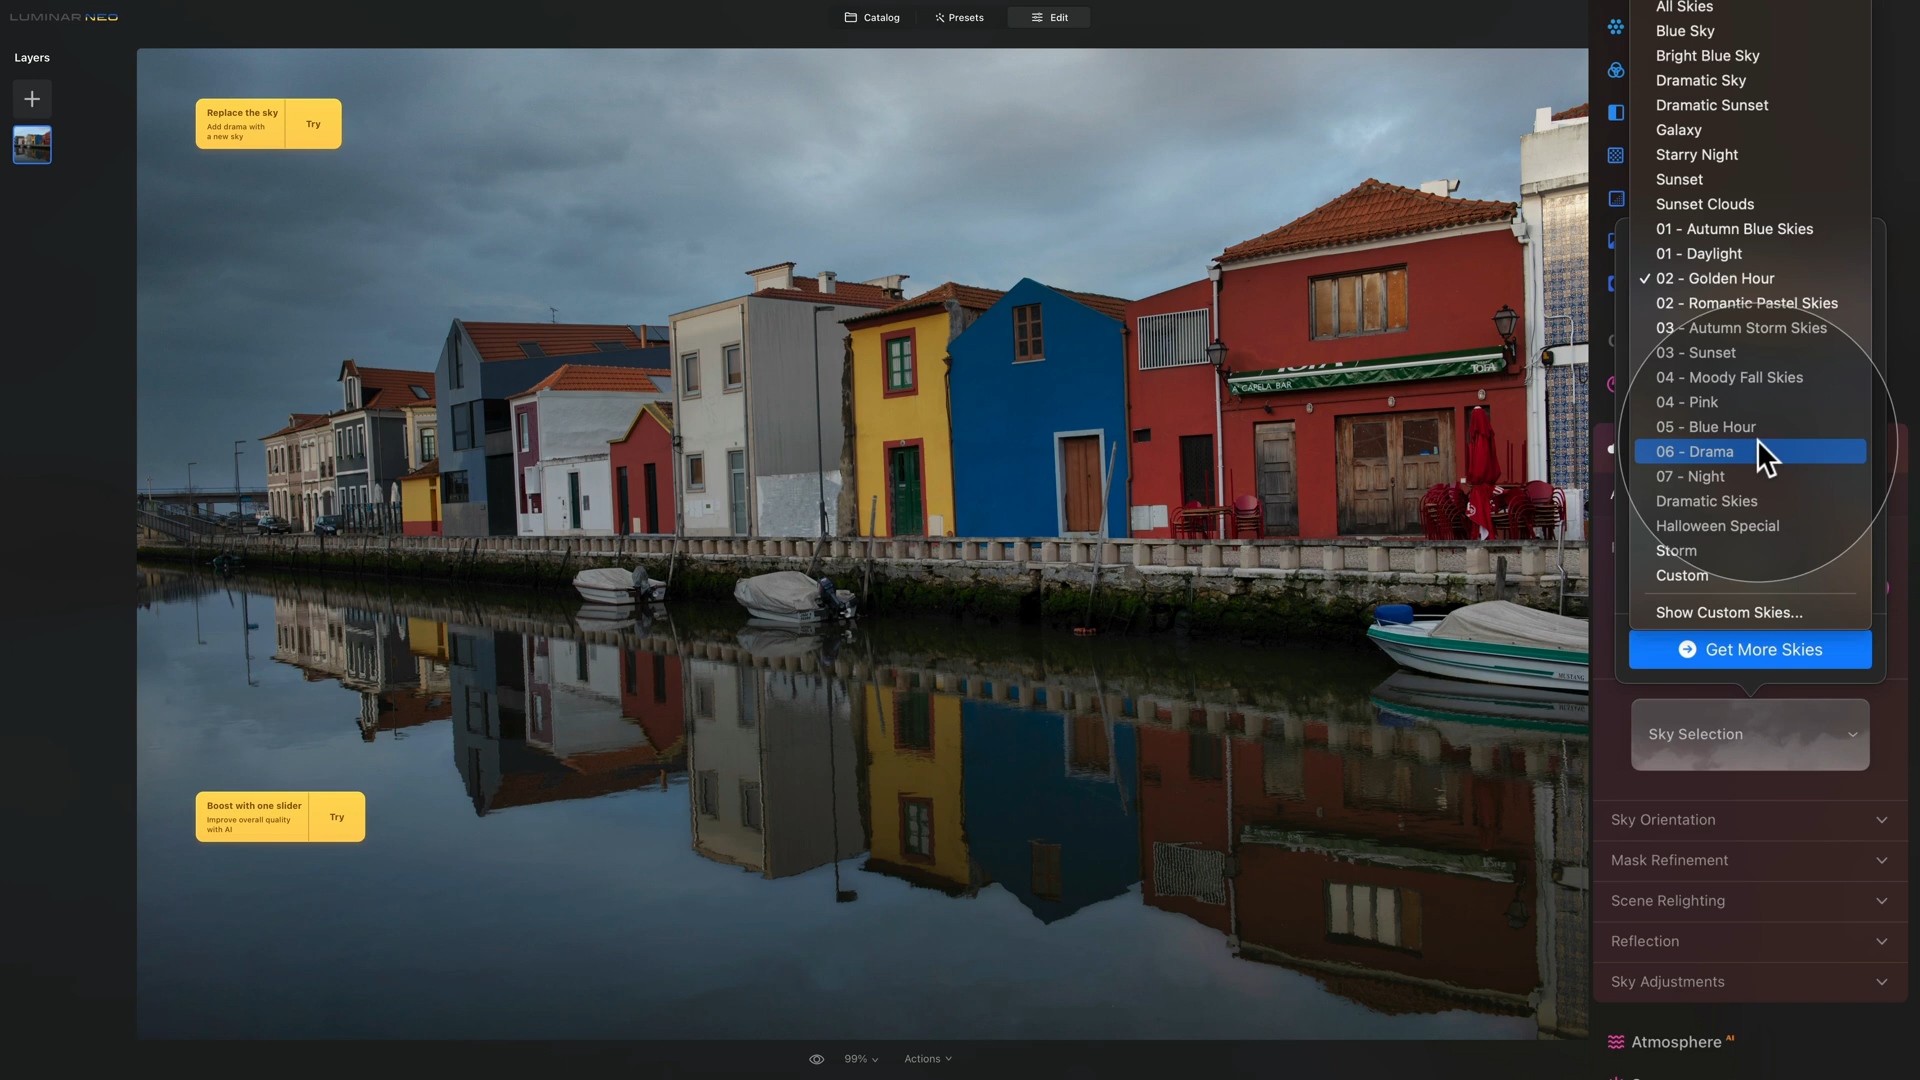 LUMINAR NEO
Catalog
Presets
Edit
Layers
Replace the sky
Add drama with
a new sky
Try
A CAPELA BAR
TOFA
Boost with one slider
Improve overall quality
with AI
Try
MUSTANG
99%
Actions
All Skies
Blue Sky
Bright Blue Sky
Dramatic Sky
Dramatic Sunset
Galaxy
Starry Night
Sunset
Sunset Clouds
01 - Autumn Blue Skies
01 - Daylight
02 - Golden Hour
02 - Romantic Pastel Skies
03 - Autumn Storm Skies
03 - Sunset
04 - Moody Fall Skies
04 - Pink
05 - Blue Hour
06 - Drama
07 - Night
Dramatic Skies
Halloween Special
Storm
Custom
Show Custom Skies...
Get More Skies
Sky Selection
Sky Orientation
Mask Refinement
Scene Relighting
Reflection
Sky Adjustments
Atmosphere AI